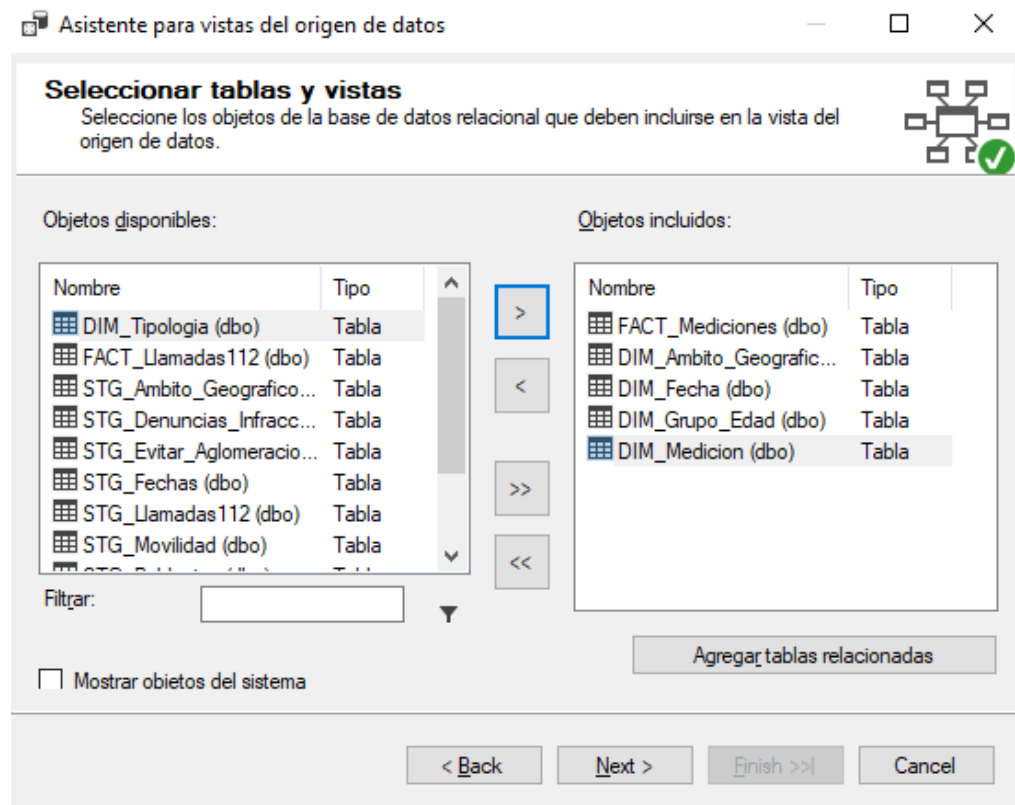 Asistente para vistas del origen de datos
Seleccionar tablas y vistas
Seleccione los objetos de la base de datos relacional que deben incluirse en la vista del
origen de datos.
Objetos disponibles:
Nombre Tipo
DIM_Tipologia (dbo) Tabla
FACT_Llamadas112 (dbo) Tabla
STG_Ambito_Geografico... Tabla
STG_Denuncias_Infracc... Tabla
STG_Evitar_Aglomeracio... Tabla
STG_Fechas (dbo) Tabla
STG_Llamadas112 (dbo) Tabla
STG_Movilidad (dbo) Tabla
>
<
>>
<<
Objetos incluidos:
Nombre Tipo
FACT_Mediciones (dbo) Tabla
DIM_Ambito_Geografic... Tabla
DIM_Fecha (dbo) Tabla
DIM_Grupo_Edad (dbo) Tabla
DIM_Medicion (dbo) Tabla
Filtrar:
Agregar tablas relacionadas
Mostrar objetos del sistema
< Back Next > Finish >>| Cancel